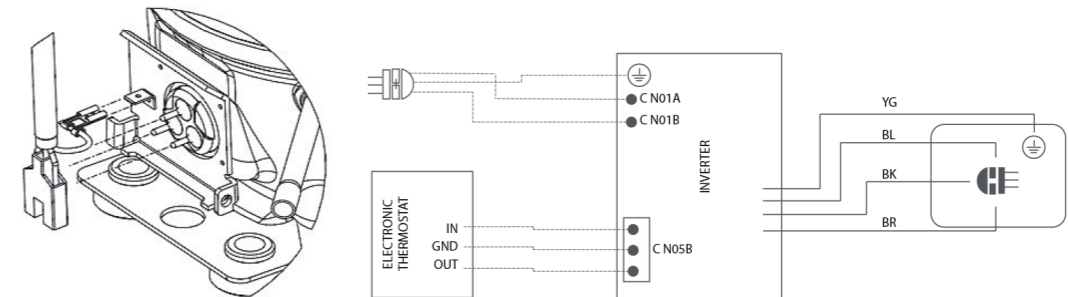 C N01A
C N01B
INVERTER
ELECTRONIC
THERMOSTAT
IN
GND
OUT
C N05B
YG
BL
BK
BR